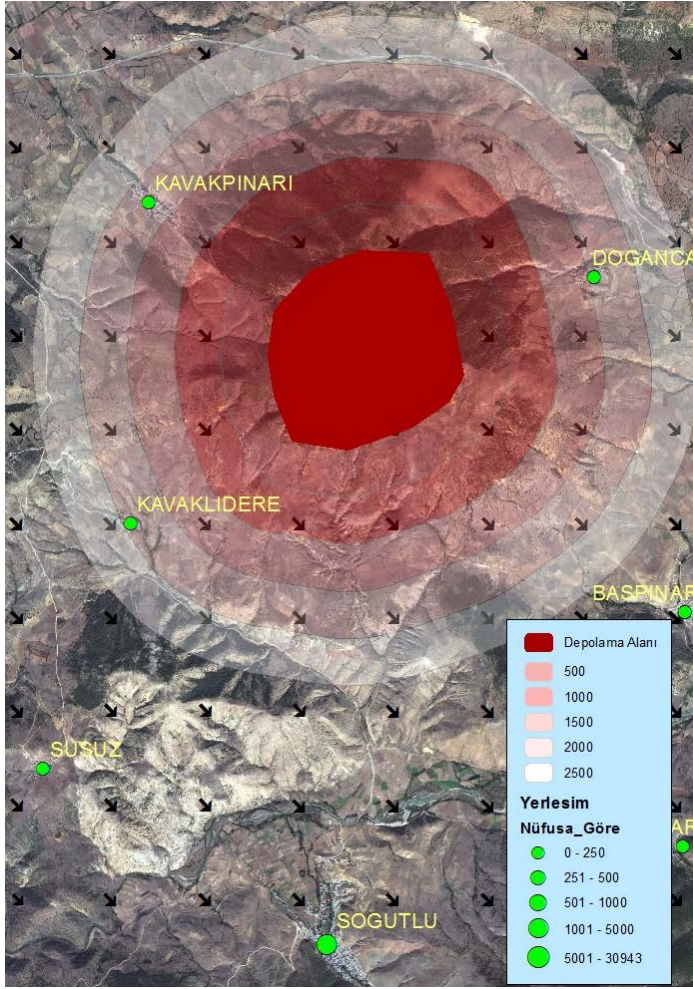 KAVAKPINARI
DOGANCA
KAVAKLIDERE
BASPINAR
SUSUZ
SOGUTLU
AR
Depolama Alanı
500
1000
1500
2000
2500
Yerlesim
Nüfusa_Göre
0 - 250
251 - 500
501 - 1000
1001 - 5000
5001 - 30943